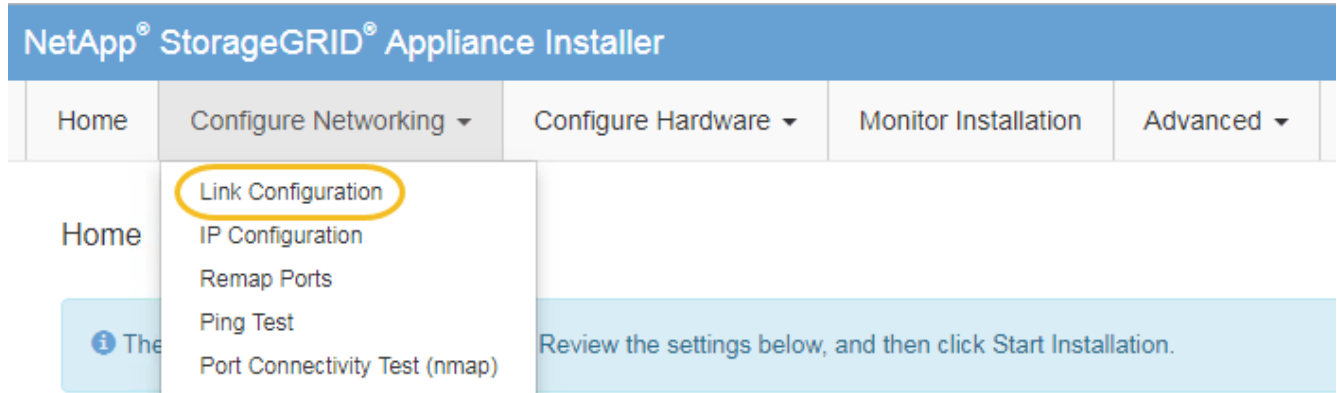 NetApp® StorageGRID® Appliance Installer
Home Configure Networking Configure Hardware Monitor Installation Advanced
Link Configuration
Home
IP Configuration
Remap Ports
Ping Test
The Review the settings below, and then click Start Installation.
Port Connectivity Test (nmap)